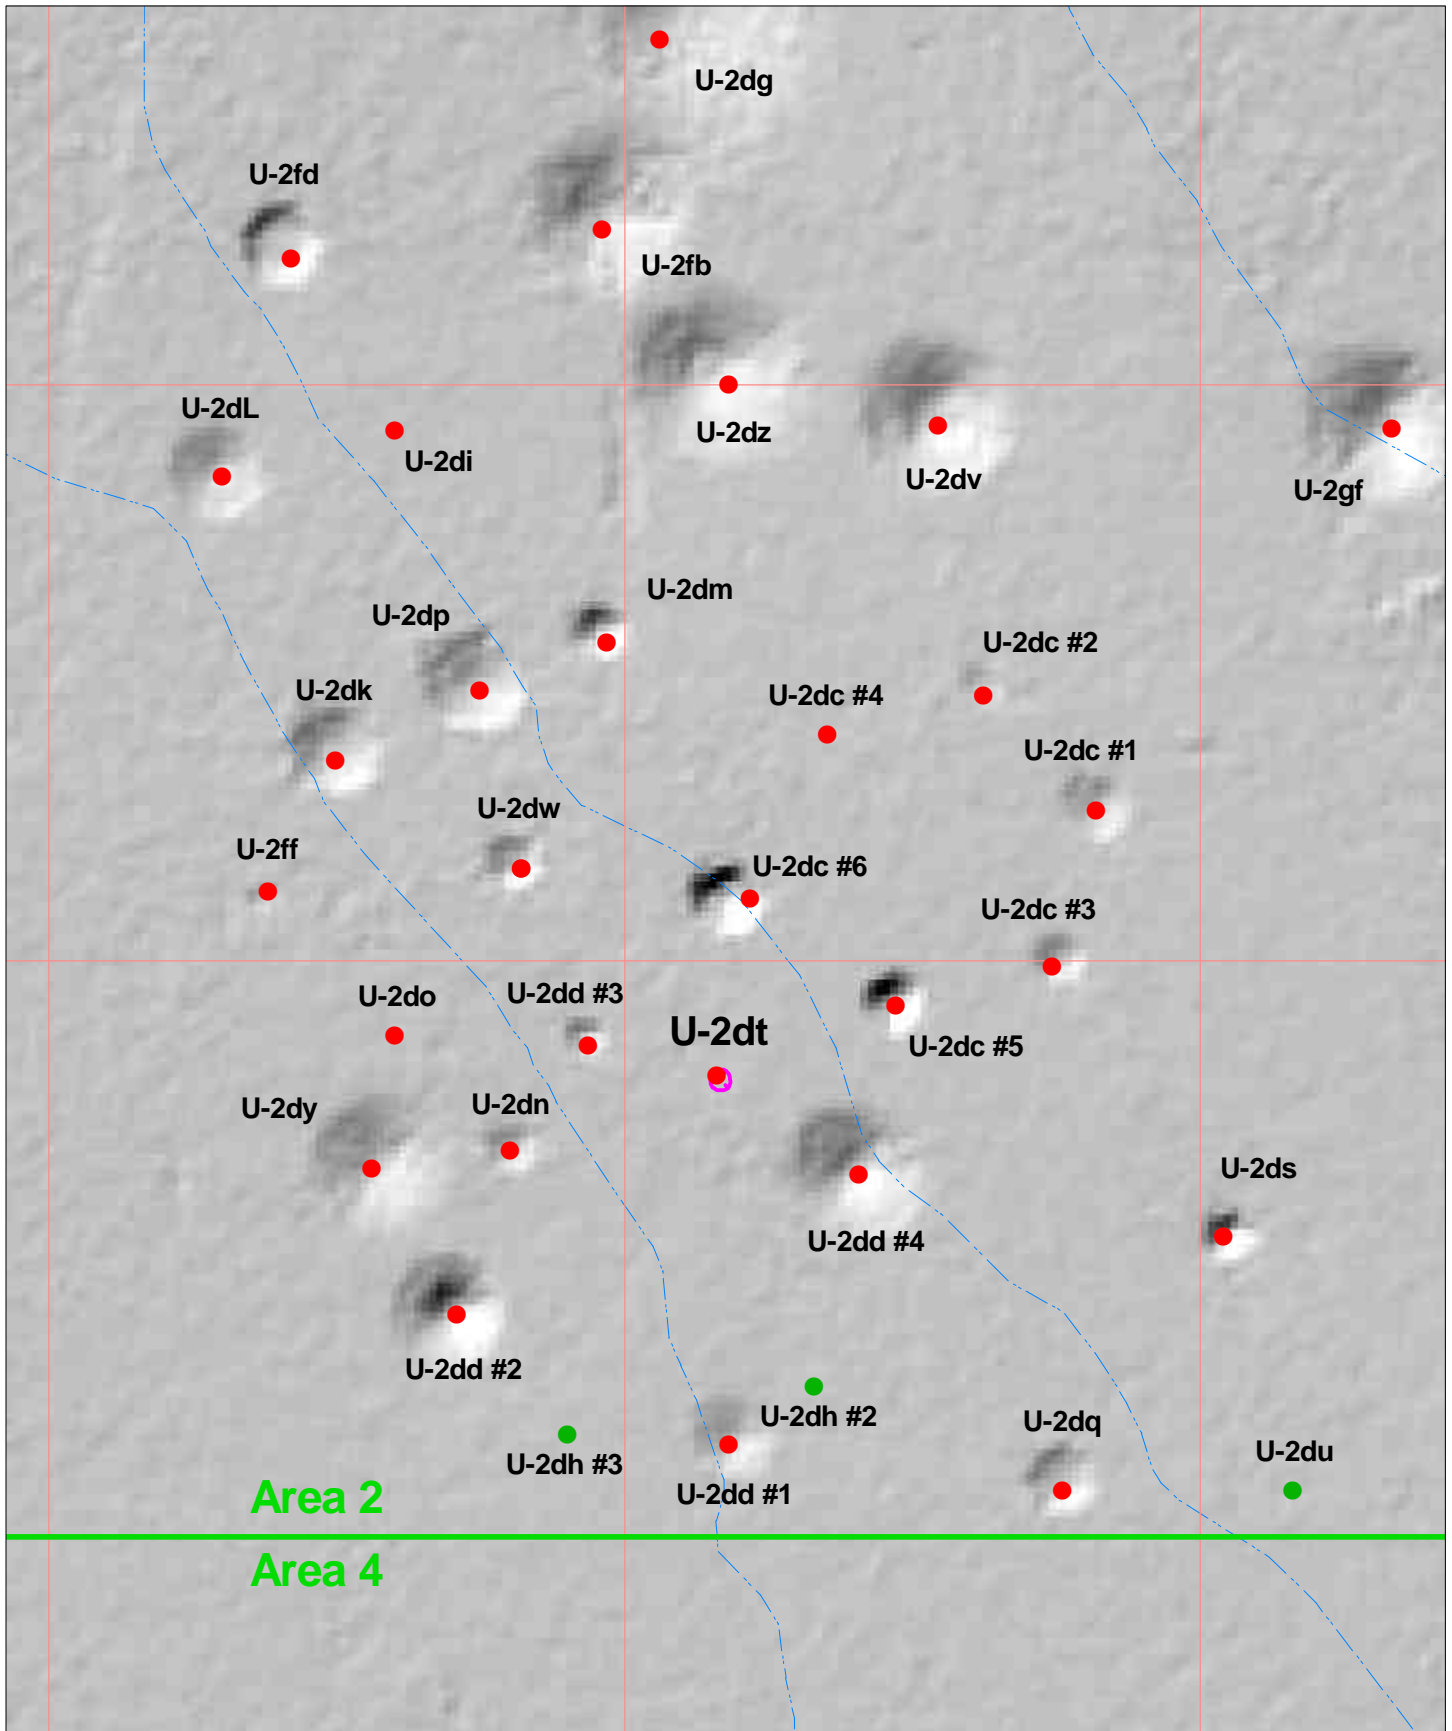 U-2dg
U-2fd
U-2fb
U-2dL
U-2dz
U-2di
U-2dv
U-2gf
U-2dm
U-2dp
U-2dc #2
U-2dk
U-2dc #4
U-2dc #1
U-2dw
U-2ff
U-2dc #6
U-2dc #3
U-2do
U-2dd #3
U-2dt
U-2dc #5
U-2dy
U-2dn
U-2ds
U-2dd #4
U-2dd #2
U-2dh #2
U-2dq
U-2du
U-2dh #3
U-2dd #1
Area 2
Area 4